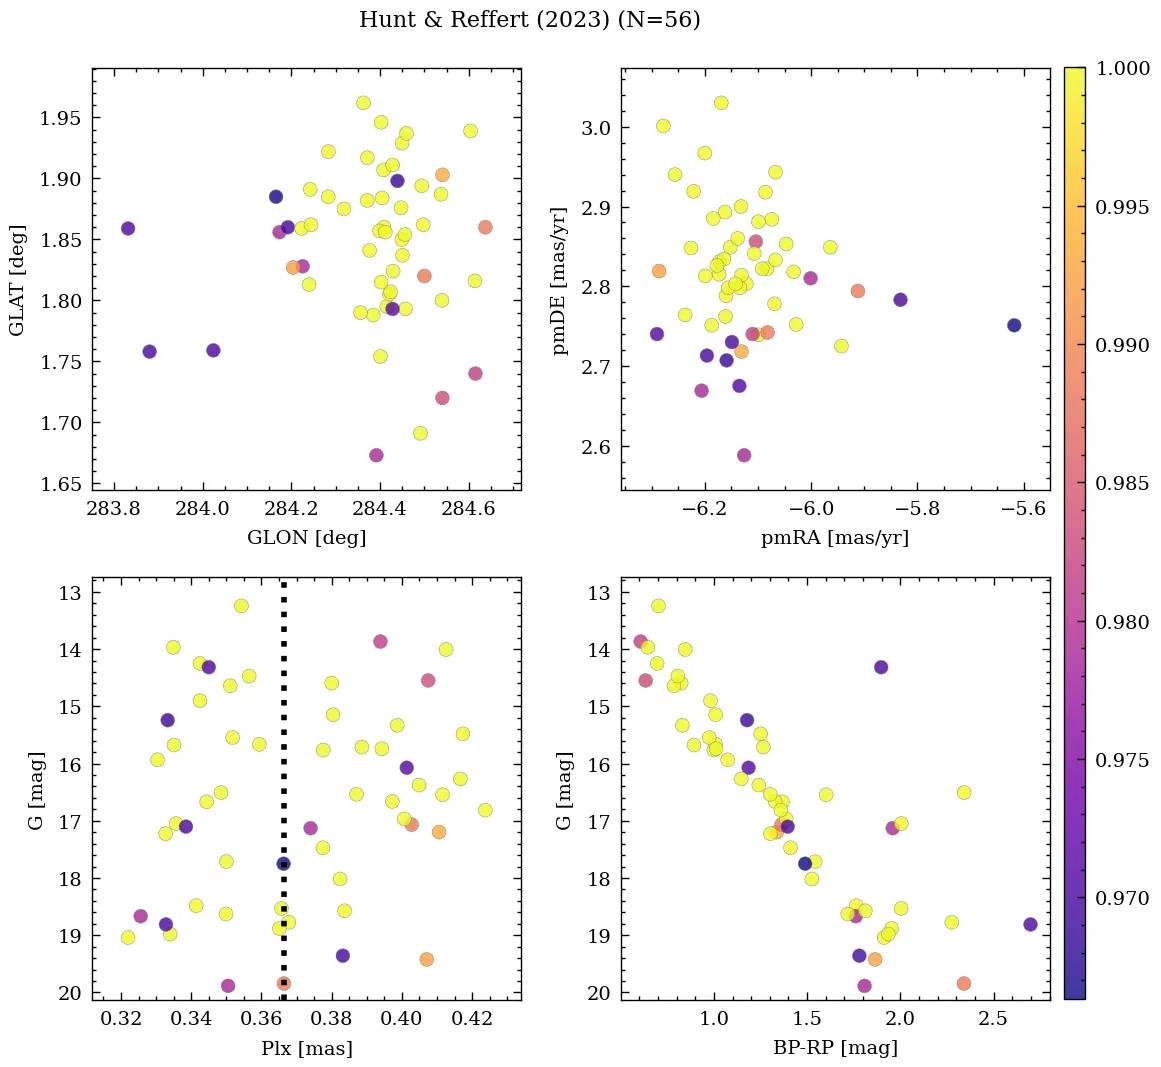 Hunt & Reffert (2023) (N=56)
1.95
1.90
1.85
1.80
1.75
1.70
1.65
GLAT [deg]
283.8 284.0 284.2 284.4 284.6
GLON [deg]
3.0
2.9
2.8
2.7
2.6
pmDE [mas/yr]
−6.2 −6.0 −5.8 −5.6
pmRA [mas/yr]
13
14
15
16
17
18
19
20
G [mag]
0.32 0.34 0.36 0.38 0.40 0.42
Plx [mas]
13
14
15
16
17
18
19
20
G [mag]
1.0 1.5 2.0 2.5
BP-RP [mag]
1.000
0.995
0.990
0.985
0.980
0.975
0.970